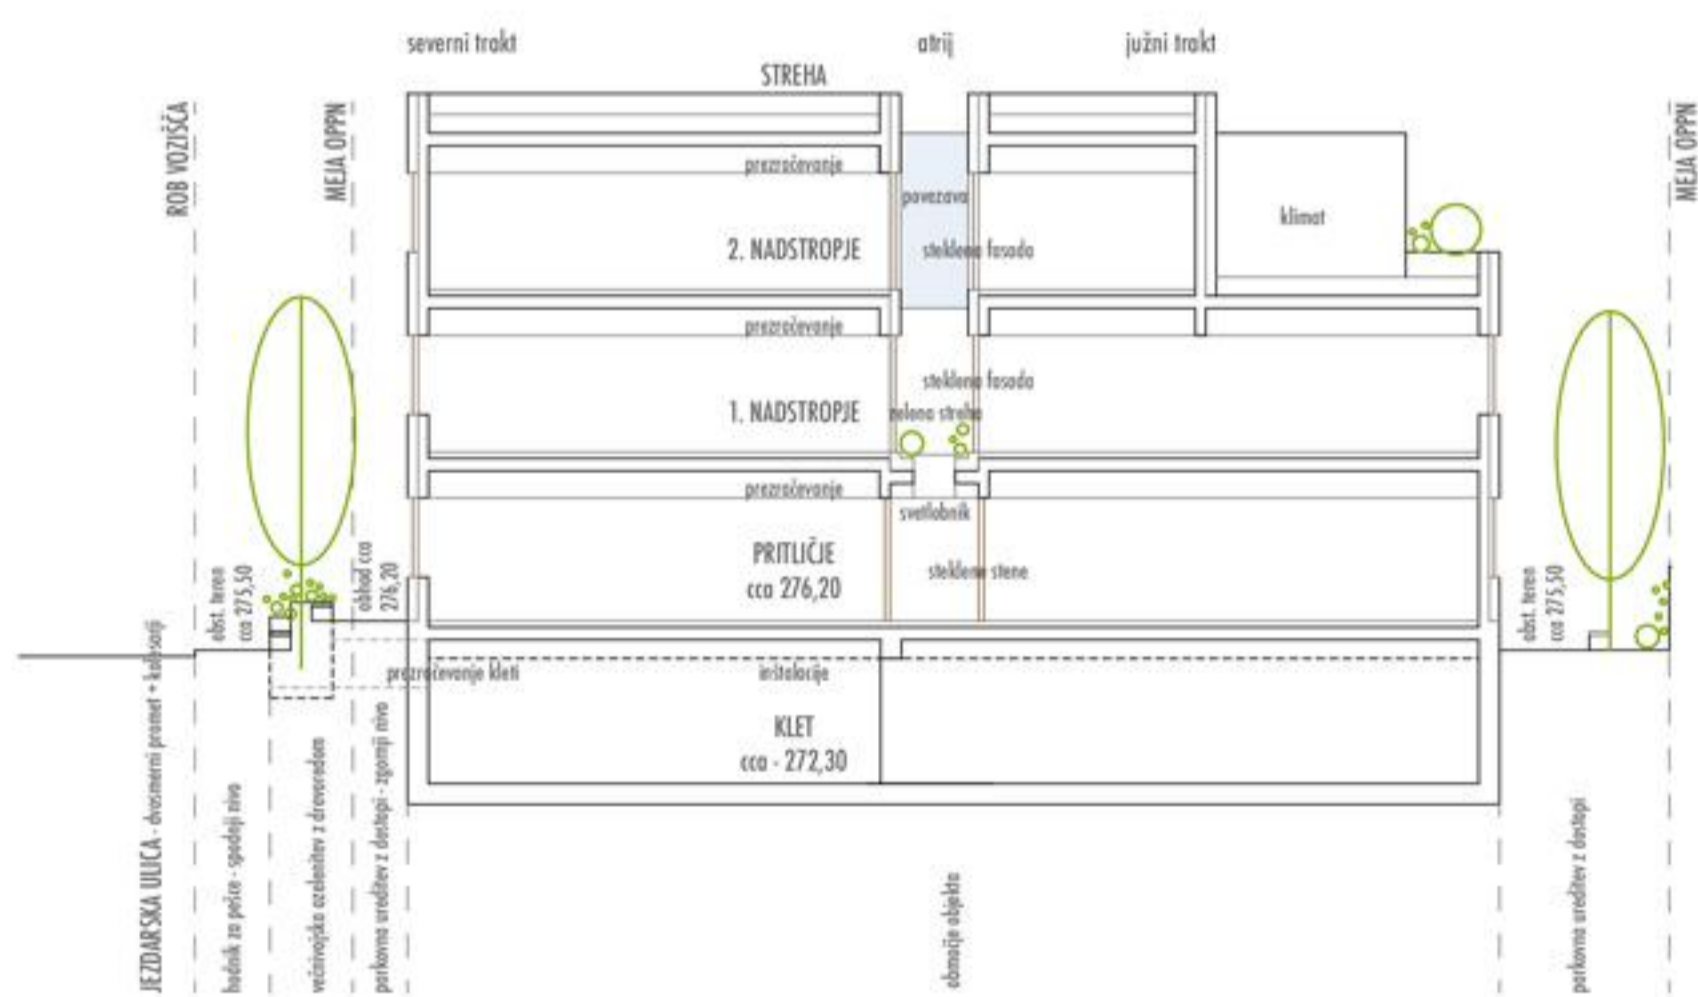 severni trakt
atrij
južni trakt
STREHA
ROB VOZIŠČA
MEJA OPPN
MEJA OPPN
prezračevanje
povezava
klimat
2. NADSTROPJE
steklena fasada
prezračevanje
steklena fasada
1. NADSTROPJE
zelena streha
prezračevanje
svetlobnik
PRITLIČJE
cca 276,20
steklene stene
obst. teren
cca 275,50
obhod cca
276,20
obst. teren
cca 275,50
prezračevanje kleti
inštalacije
KLET
cca - 272,30
JEZDARSKA ULICA - dvosmerni promet + kolesarji
hodnik za pešce - spodnji nivo
večnivojska ozelenitev z drevoredom
parkovna ureditev z dostopi - zgornji nivo
območje objekta
parkovna ureditev z dostopi